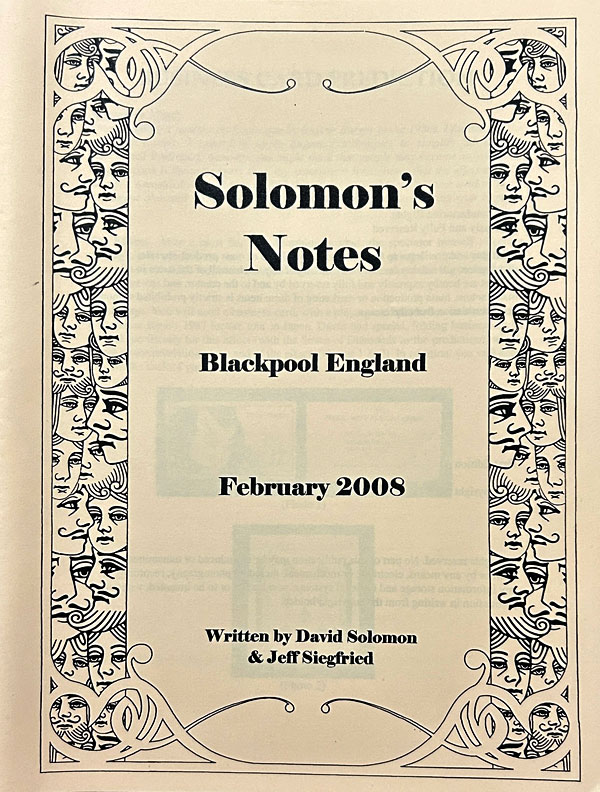 Solomon's
Notes
Blackpool England
February 2008
Written by David Solomon
& Jeff Siegfried